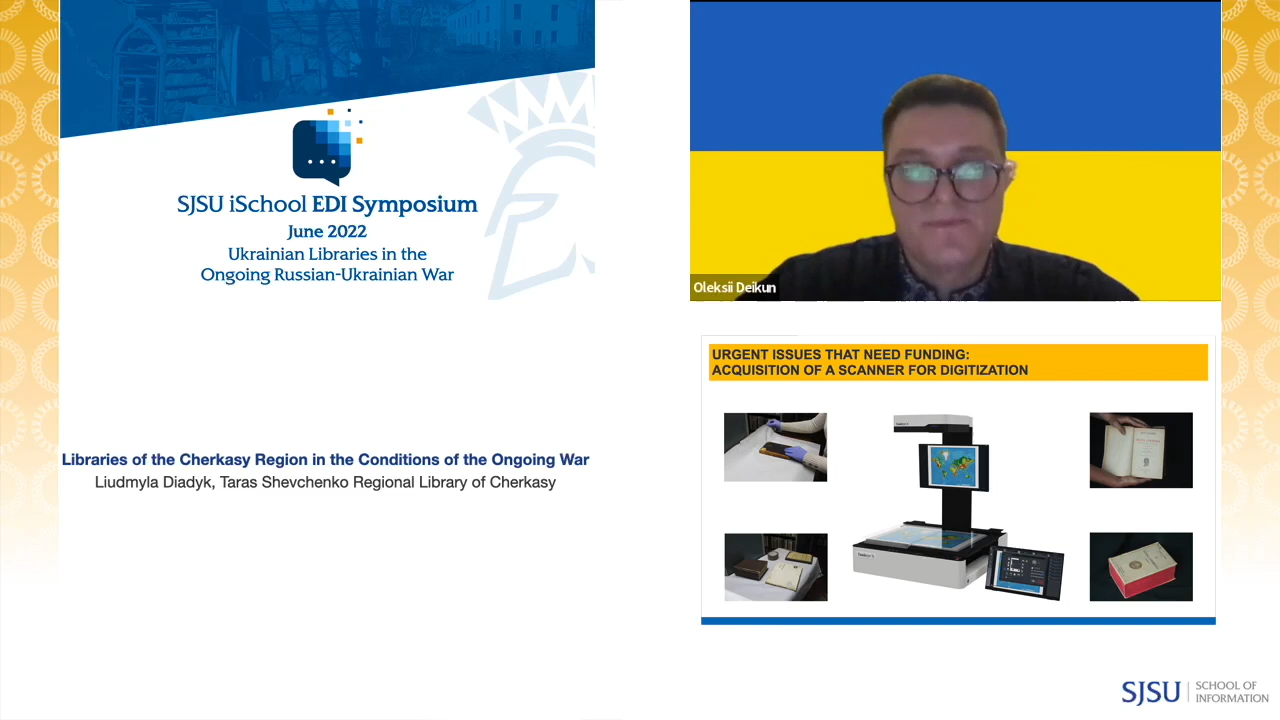 SJSU iSchool EDI Symposium
June 2022
Ukrainian Libraries in the
Ongoing Russian-Ukrainian War
Libraries of the Cherkasy Region in the Conditions of the Ongoing War
Liudmyla Diadyk, Taras Shevchenko Regional Library of Cherkasy
Oleksii Deikun
URGENT ISSUES THAT NEED FUNDING:
ACQUISITION OF A SCANNER FOR DIGITIZATION
SJSU
SCHOOL OF
INFORMATION